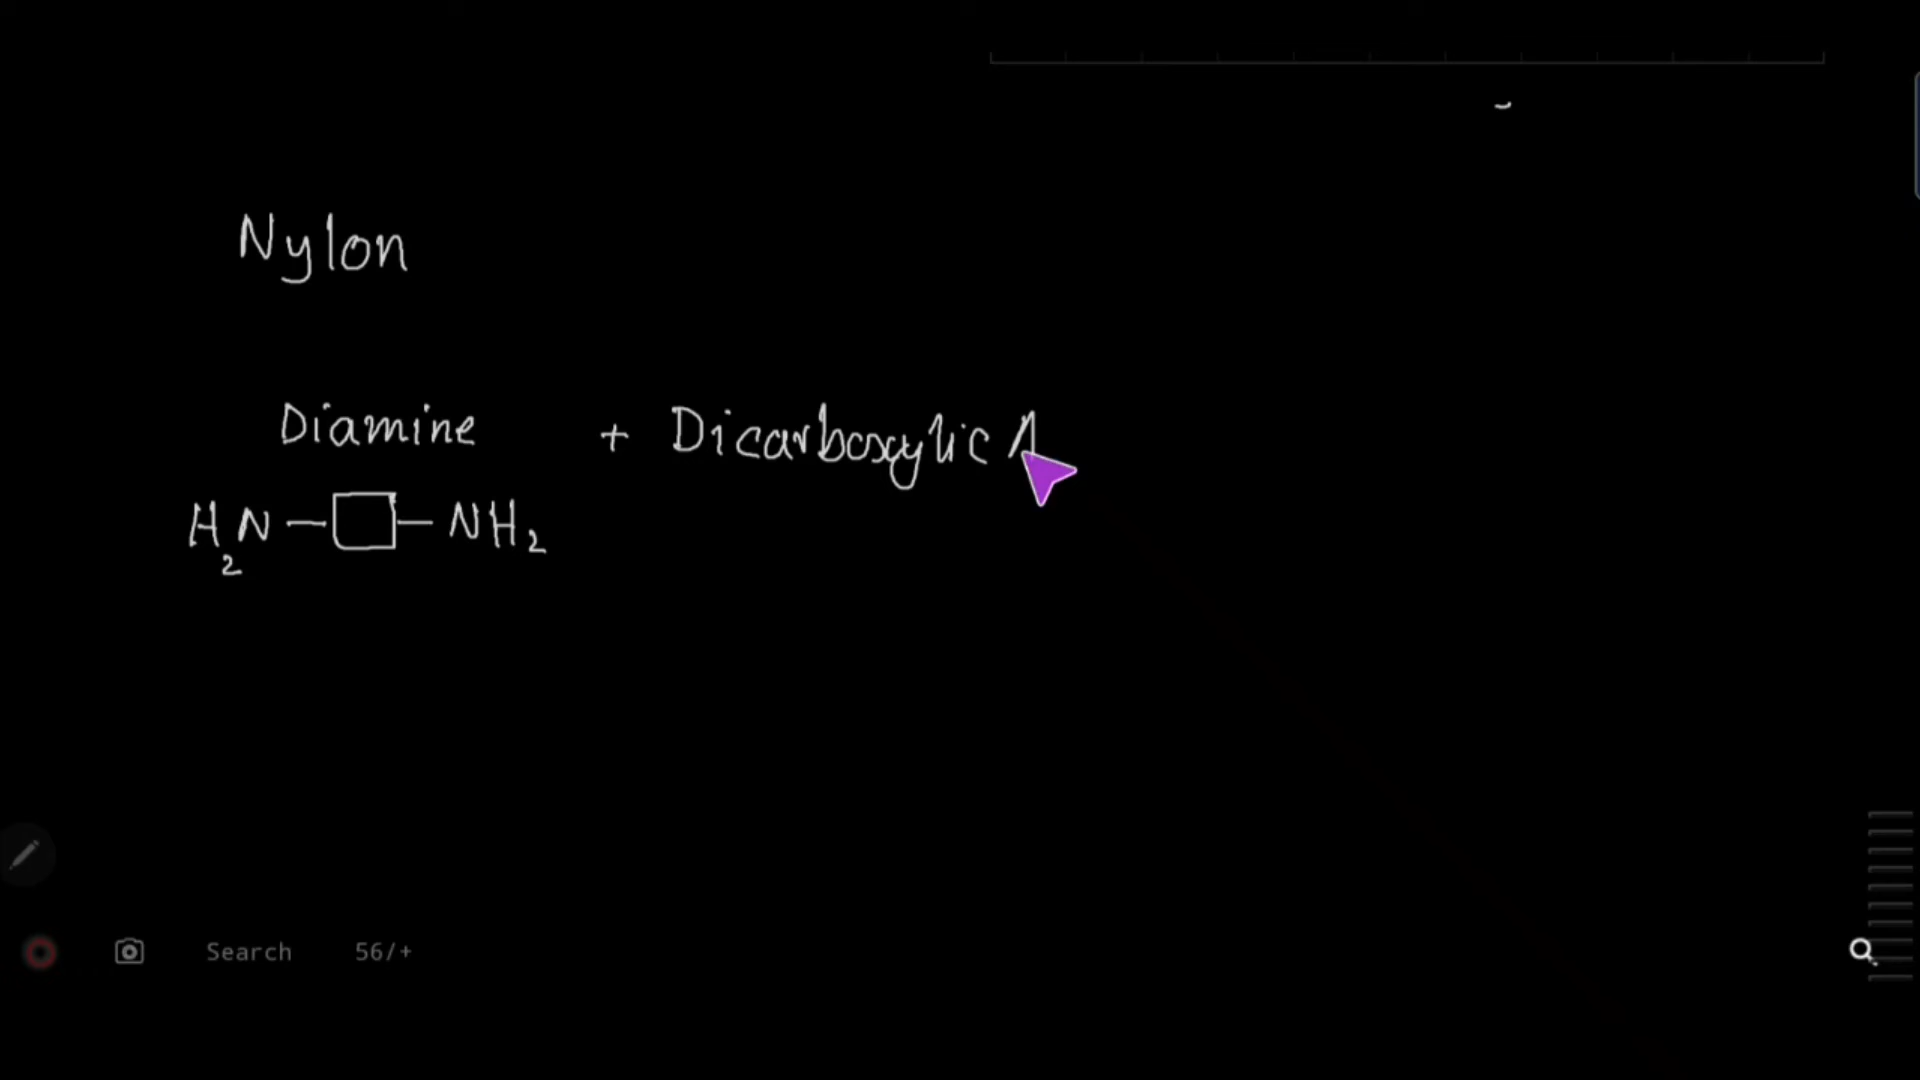 Nylon
Diamine + Dicarboxylic A
H₂N-□-NH₂
Search 56/+